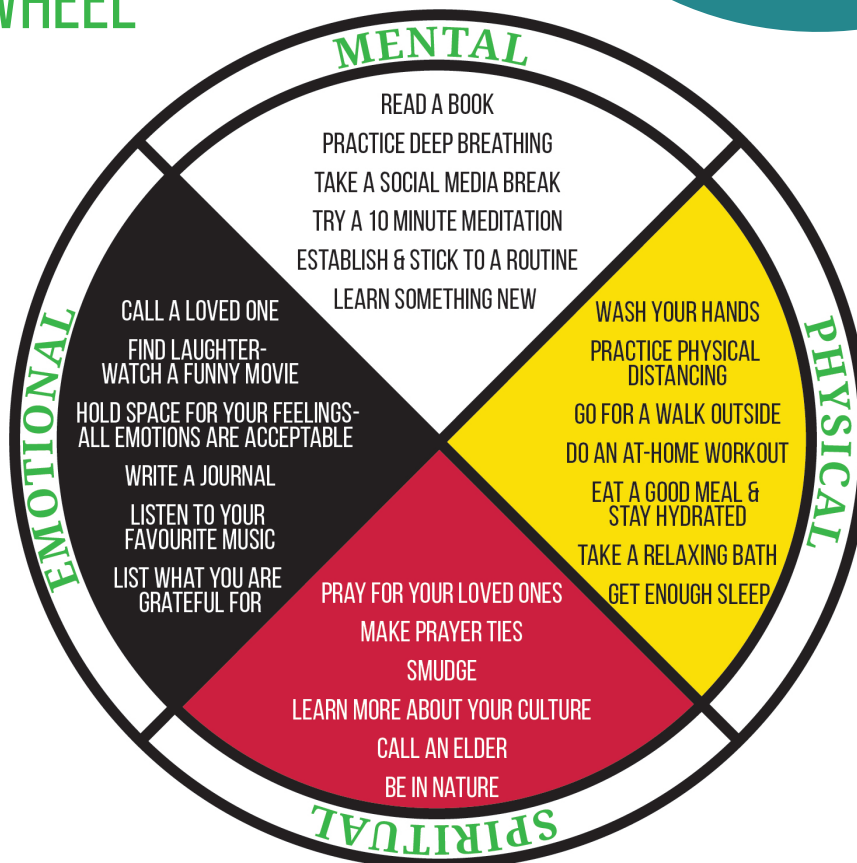 WHEEL
MENTAL
READ A BOOK
PRACTICE DEEP BREATHING
TAKE A SOCIAL MEDIA BREAK
TRY A 10 MINUTE MEDITATION
ESTABLISH & STICK TO A ROUTINE
LEARN SOMETHING NEW
EMOTIONAL
CALL A LOVED ONE
FIND LAUGHTER-
WATCH A FUNNY MOVIE
HOLD SPACE FOR YOUR FEELINGS-
ALL EMOTIONS ARE ACCEPTABLE
WRITE A JOURNAL
LISTEN TO YOUR
FAVOURITE MUSIC
LIST WHAT YOU ARE
GRATEFUL FOR
PHYSICAL
WASH YOUR HANDS
PRACTICE PHYSICAL
DISTANCING
GO FOR A WALK OUTSIDE
DO AN AT-HOME WORKOUT
EAT A GOOD MEAL &
STAY HYDRATED
TAKE A RELAXING BATH
GET ENOUGH SLEEP
PRAY FOR YOUR LOVED ONES
MAKE PRAYER TIES
SMUDGE
LEARN MORE ABOUT YOUR CULTURE
CALL AN ELDER
BE IN NATURE
SPIRITUAL